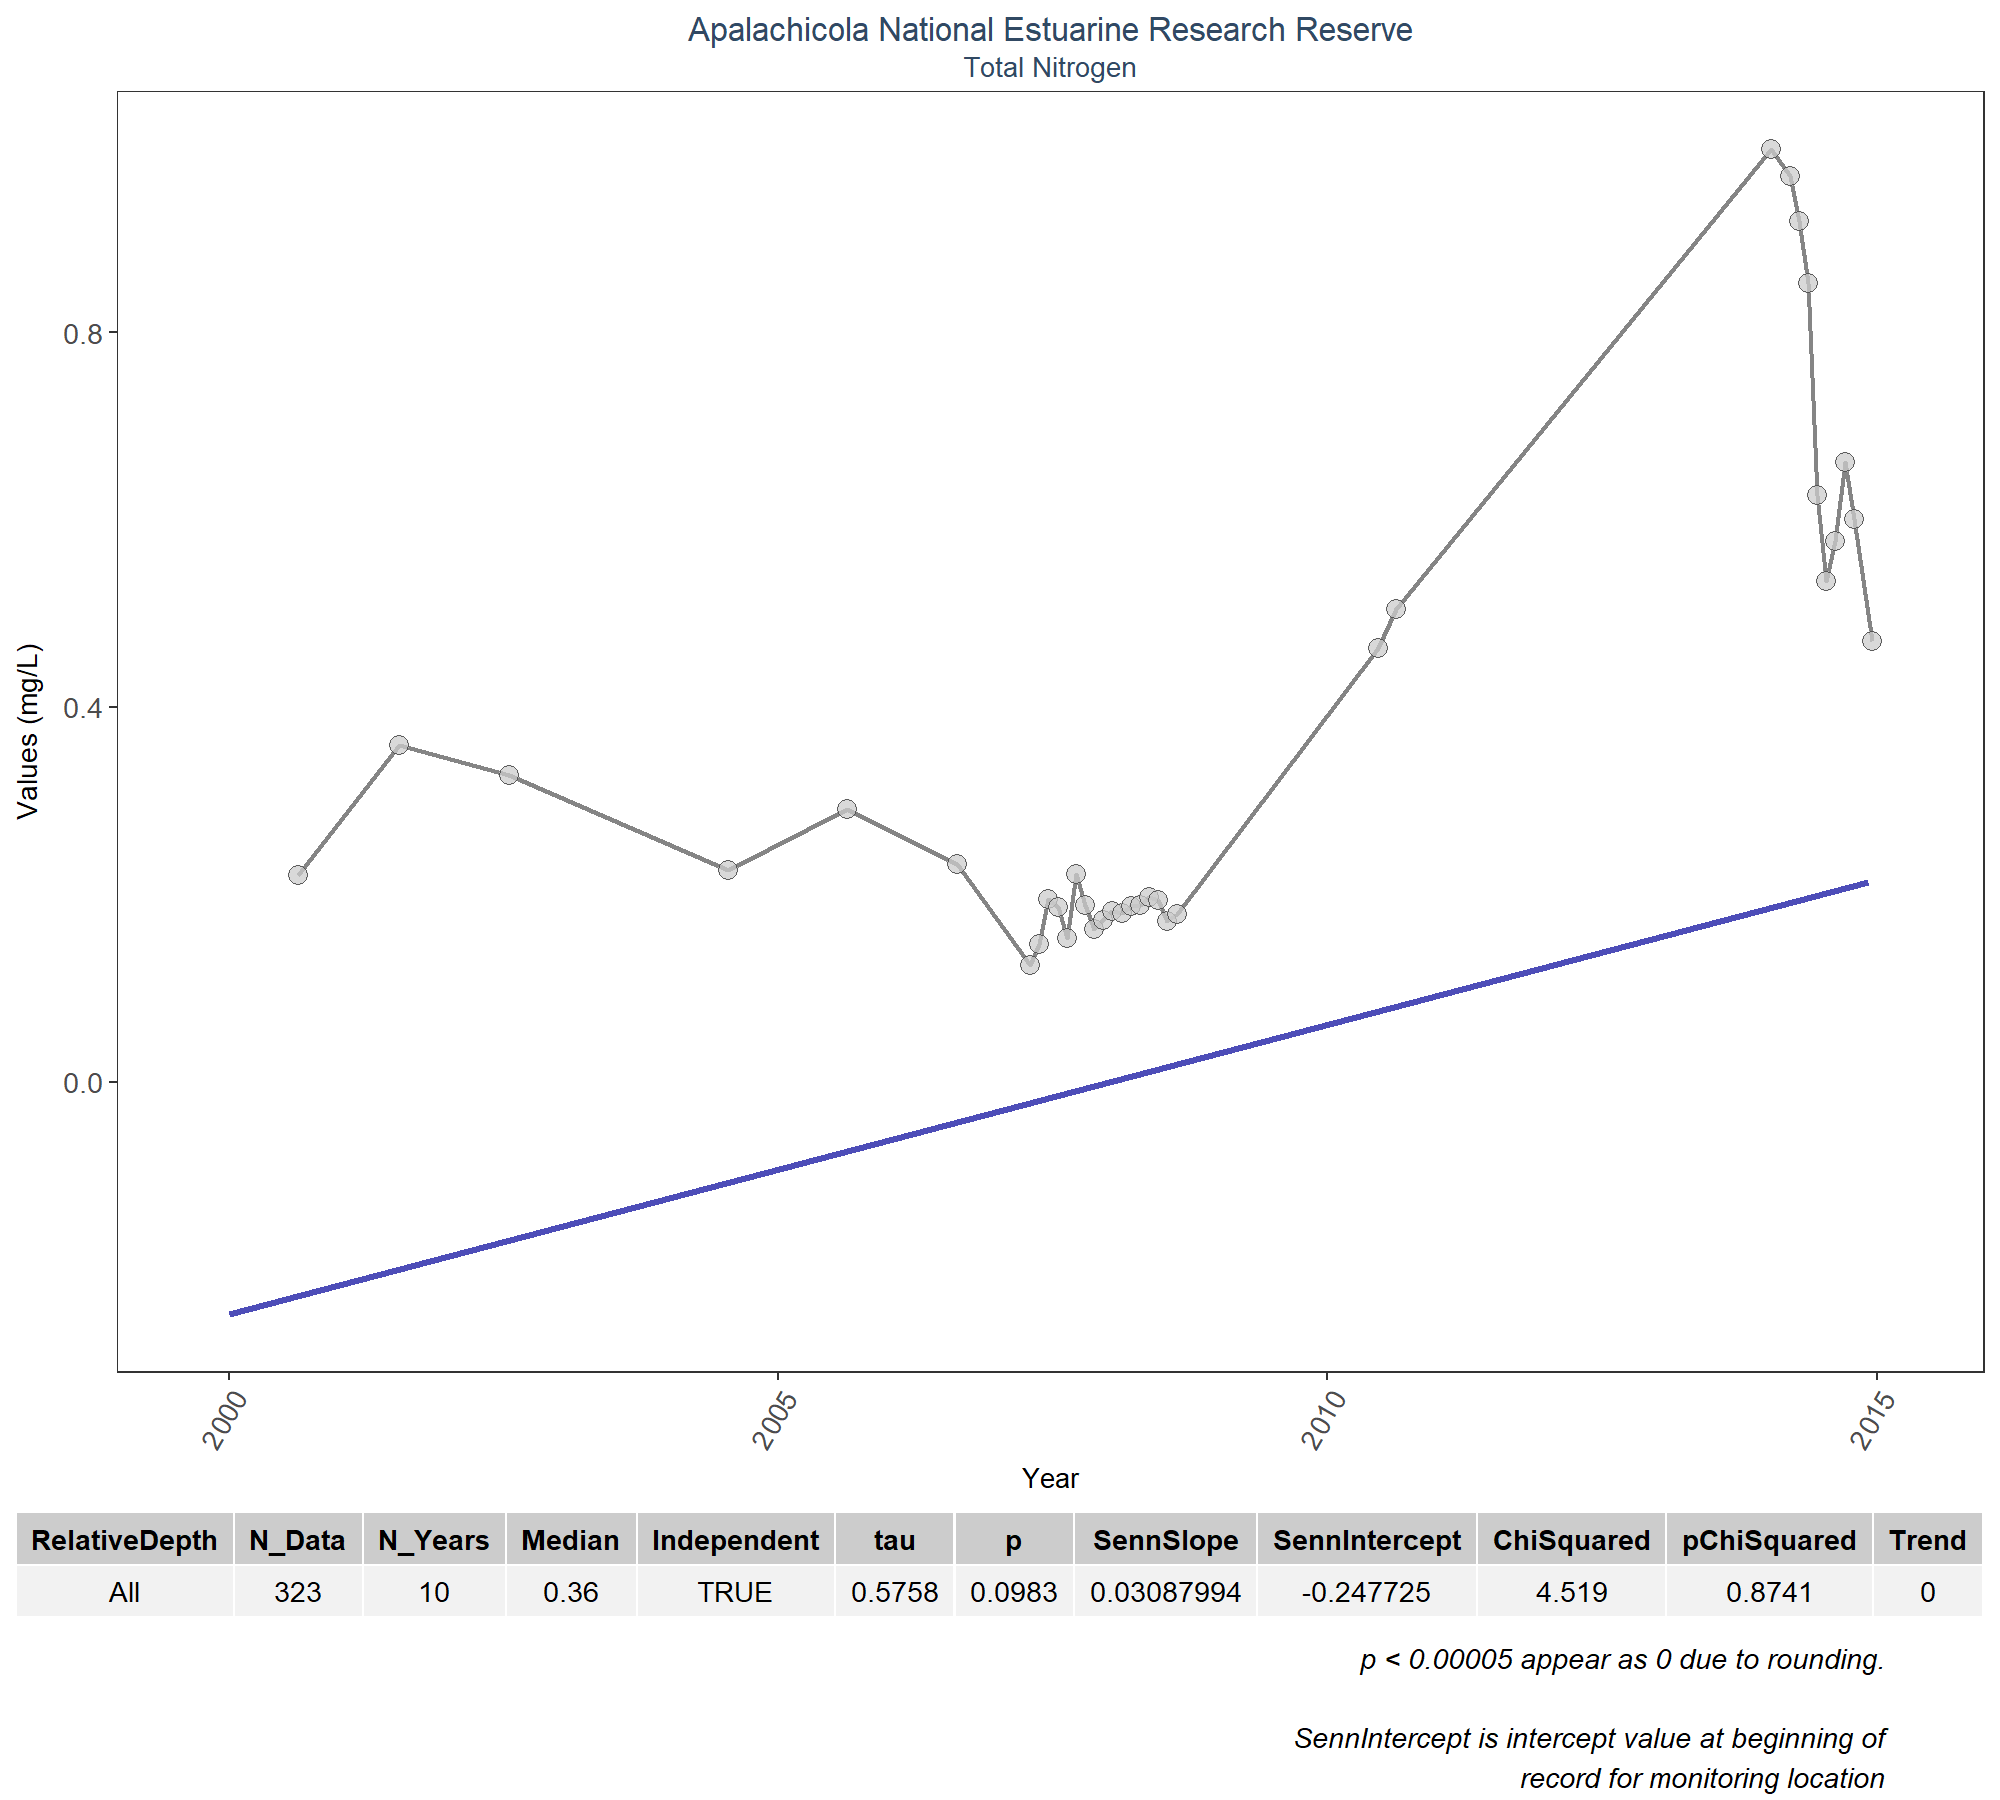 Apalachicola National Estuarine Research Reserve
Total Nitrogen
Values (mg/L)
0.8
0.4
0.0
2000 2005 2010 2015
Year
RelativeDepth N_Data N_Years Median Independent tau p SennSlope SennIntercept ChiSquared pChiSquared Trend
All 323 10 0.36 TRUE 0.5758 0.0983 0.03087994 -0.247725 4.519 0.8741 0
p < 0.00005 appear as 0 due to rounding.
SennIntercept is intercept value at beginning of
record for monitoring location